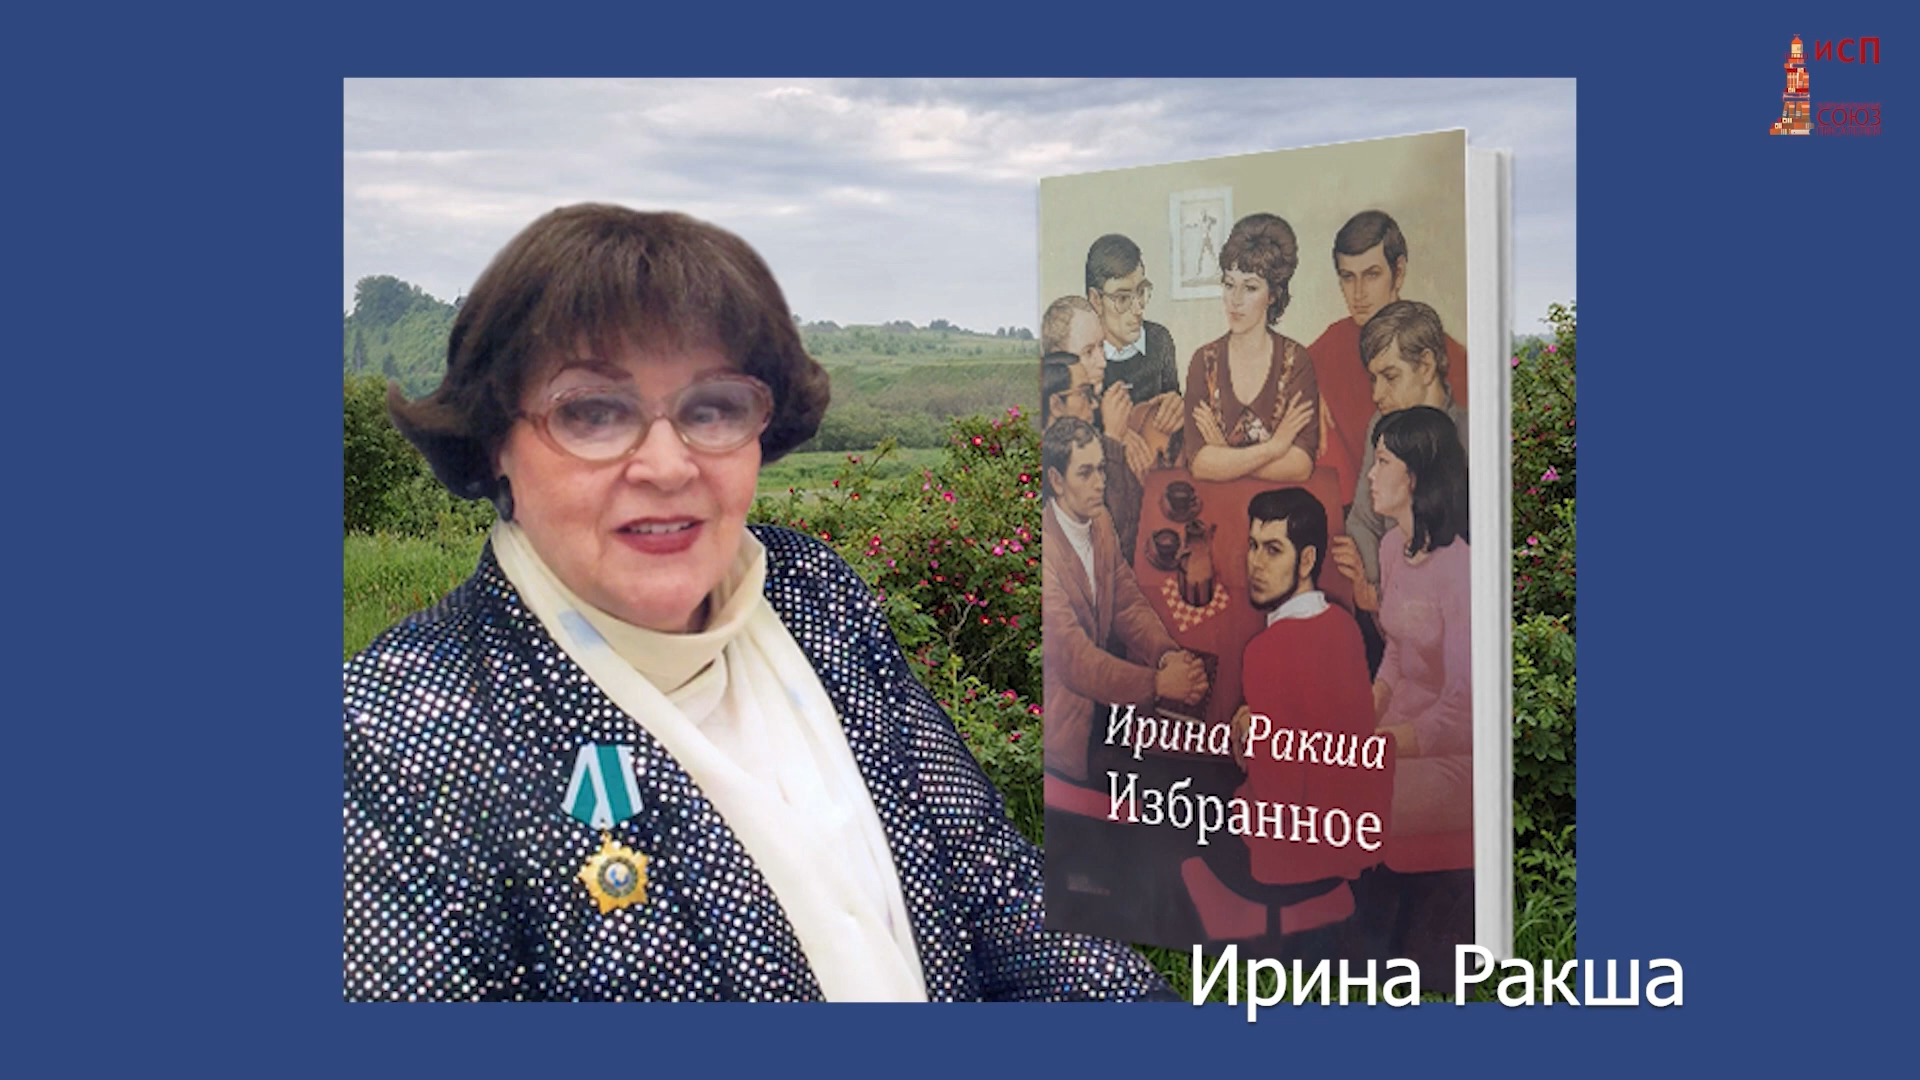 ИСП
СОЮЗ
Ирина Ракша
Избранное
Ирина Ракша